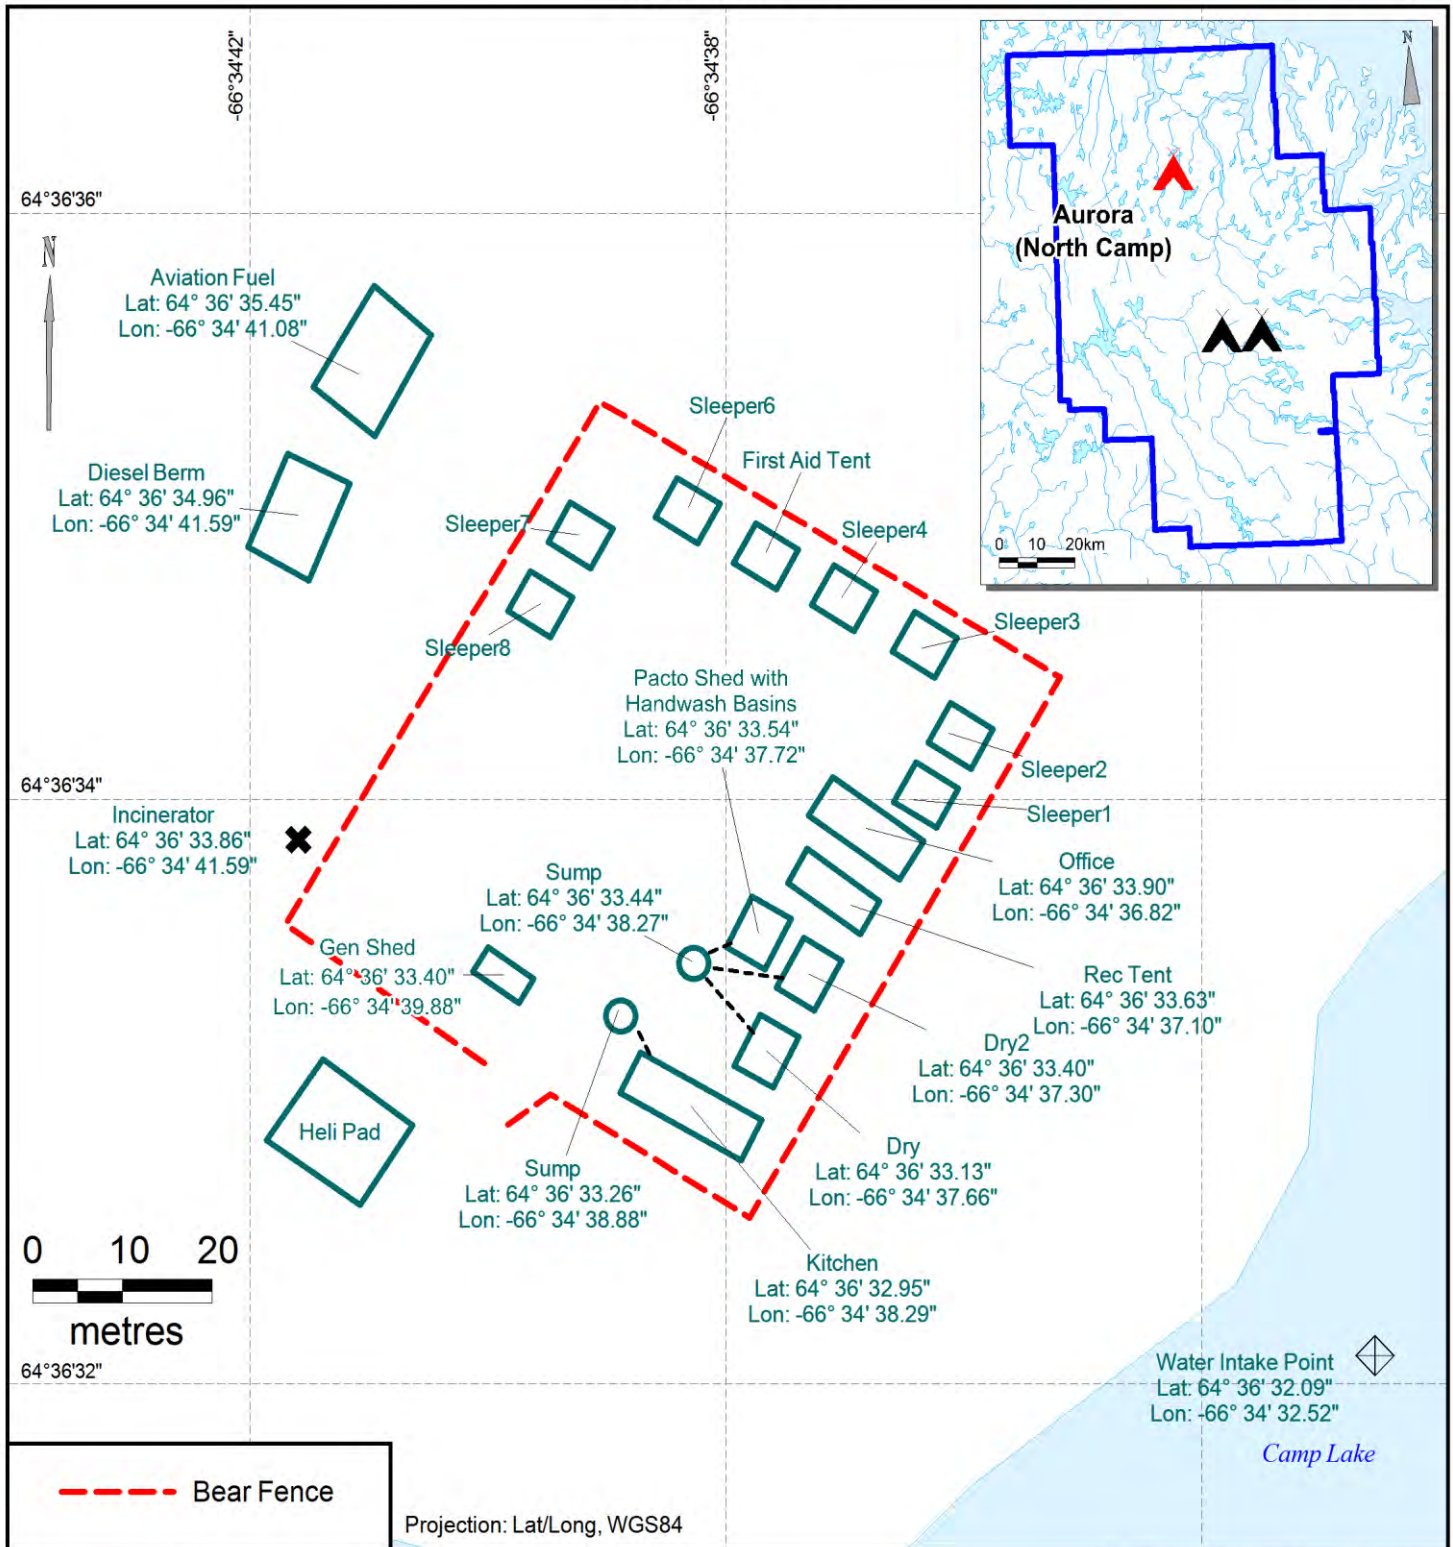 -66°34'42"
-66°34'38"
N
Aurora
(North Camp)
0 10 20km
64°36'36"
N
Aviation Fuel
Lat: 64° 36' 35.45"
Lon: -66° 34' 41.08"
Sleeper6
Diesel Berm
Lat: 64° 36' 34.96"
Lon: -66° 34' 41.59"
First Aid Tent
Sleeper7
Sleeper4
Sleeper3
Sleeper8
Pacto Shed with
Handwash Basins
Lat: 64° 36' 33.54"
Lon: -66° 34' 37.72"
Sleeper2
64°36'34"
Sleeper1
Incinerator
Lat: 64° 36' 33.86"
Lon: -66° 34' 41.59"
Office
Lat: 64° 36' 33.90"
Lon: -66° 34' 36.82"
Sump
Lat: 64° 36' 33.44"
Lon: -66° 34' 38.27"
Gen Shed
Lat: 64° 36' 33.40"
Lon: -66° 34' 39.88"
Rec Tent
Lat: 64° 36' 33.63"
Lon: -66° 34' 37.10"
Dry2
Lat: 64° 36' 33.40"
Lon: -66° 34' 37.30"
Heli Pad
Dry
Lat: 64° 36' 33.13"
Lon: -66° 34' 37.66"
Sump
Lat: 64° 36' 33.26"
Lon: -66° 34' 38.88"
0 10 20
metres
Kitchen
Lat: 64° 36' 32.95"
Lon: -66° 34' 38.29"
64°36'32"
Water Intake Point
Lat: 64° 36' 32.09"
Lon: -66° 34' 32.52"
Camp Lake
Bear Fence
Projection: Lat/Long, WGS84